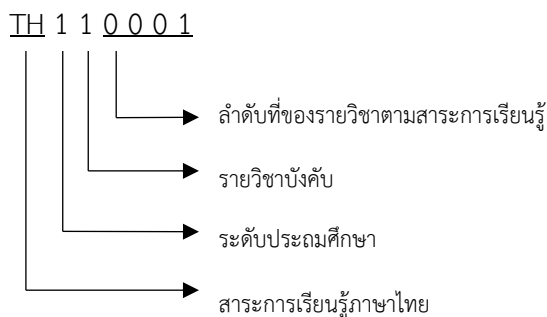 TH 1 1 0 0 0 1
ลำดับที่ของรายวิชาตามสาระการเรียนรู้
รายวิชาบังคับ
ระดับประถมศึกษา
สาระการเรียนรู้ภาษาไทย